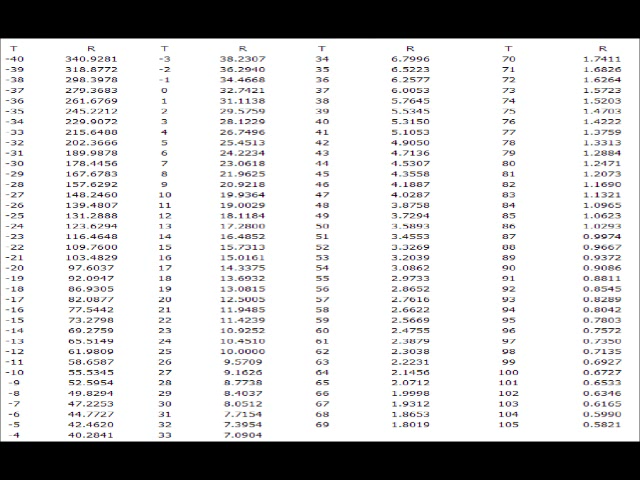 T R T R T R T R
-40 340.9281 -3 38.2307 34 6.7996 70 1.7411
-39 318.8772 -2 36.2940 35 6.5223 71 1.6826
-38 298.3978 -1 34.4668 36 6.2577 72 1.6264
-37 279.3683 0 32.7421 37 6.0053 73 1.5723
-36 261.6769 1 31.1138 38 5.7645 74 1.5203
-35 245.2212 2 29.5759 39 5.5345 75 1.4703
-34 229.9072 3 28.1229 40 5.3150 76 1.4222
-33 215.6488 4 26.7496 41 5.1053 77 1.3759
-32 202.3666 5 25.4513 42 4.9050 78 1.3313
-31 189.9878 6 24.2234 43 4.7136 79 1.2884
-30 178.4456 7 23.0618 44 4.5307 80 1.2471
-29 167.6783 8 21.9625 45 4.3558 81 1.2073
-28 157.6292 9 20.9218 46 4.1887 82 1.1690
-27 148.2460 10 19.9364 47 4.0287 83 1.1321
-26 139.4807 11 19.0029 48 3.8758 84 1.0965
-25 131.2888 12 18.1184 49 3.7294 85 1.0623
-24 123.6294 13 17.2800 50 3.5893 86 1.0293
-23 116.4648 14 16.4852 51 3.4553 87 0.9974
-22 109.7600 15 15.7313 52 3.3269 88 0.9667
-21 103.4829 16 15.0161 53 3.2039 89 0.9372
-20 97.6037 17 14.3375 54 3.0862 90 0.9086
-19 92.0947 18 13.6932 55 2.9733 91 0.8811
-18 86.9305 19 13.0815 56 2.8652 92 0.8545
-17 82.0877 20 12.5005 57 2.7616 93 0.8289
-16 77.5442 21 11.9485 58 2.6622 94 0.8042
-15 73.2798 22 11.4239 59 2.5669 95 0.7803
-14 69.2759 23 10.9252 60 2.4755 96 0.7572
-13 65.5149 24 10.4510 61 2.3879 97 0.7350
-12 61.9809 25 10.0000 62 2.3038 98 0.7135
-11 58.6587 26 9.5709 63 2.2231 99 0.6927
-10 55.5345 27 9.1626 64 2.1456 100 0.6727
-9 52.5954 28 8.7738 65 2.0712 101 0.6533
-8 49.8294 29 8.4037 66 1.9998 102 0.6346
-7 47.2253 30 8.0512 67 1.9312 103 0.6165
-6 44.7727 31 7.7154 68 1.8653 104 0.5990
-5 42.4620 32 7.3954 69 1.8019 105 0.5821
-4 40.2841 33 7.0904